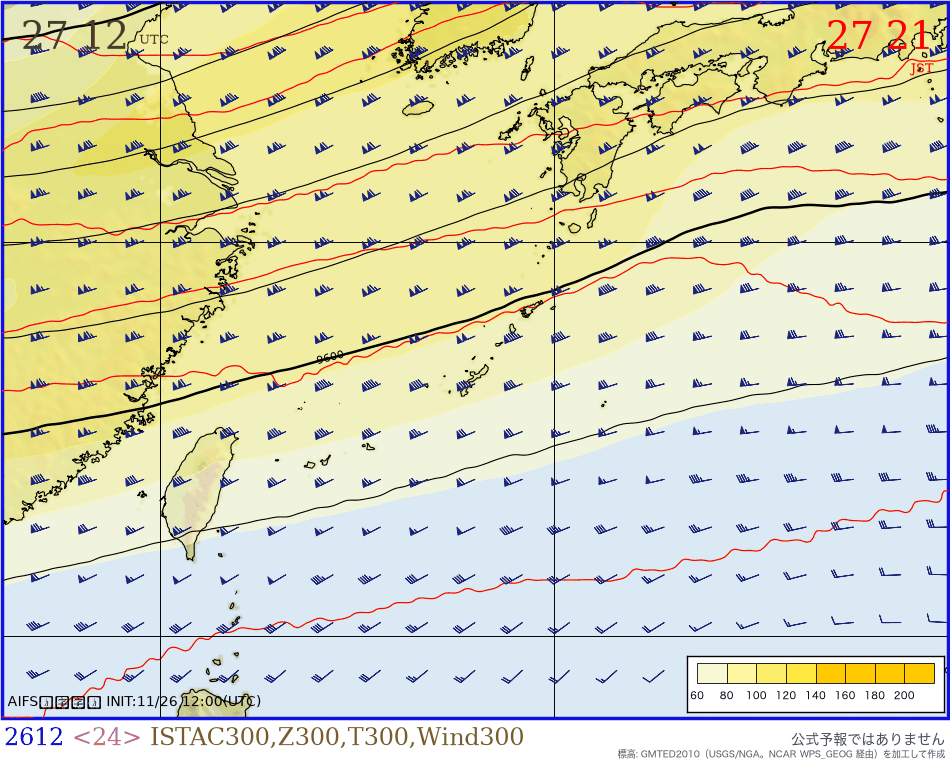 27 12 UTC
27 21
JST
9600
60 80 100 120 140 160 180 200
AIFS INIT:11/26 12:00(UTC)
2612 <24> ISTAC300,Z300,T300,Wind300
公式予報ではありません
標高: GMTED2010（USGS/NGA。NCAR WPS_GEOG 経由）を加工して作成